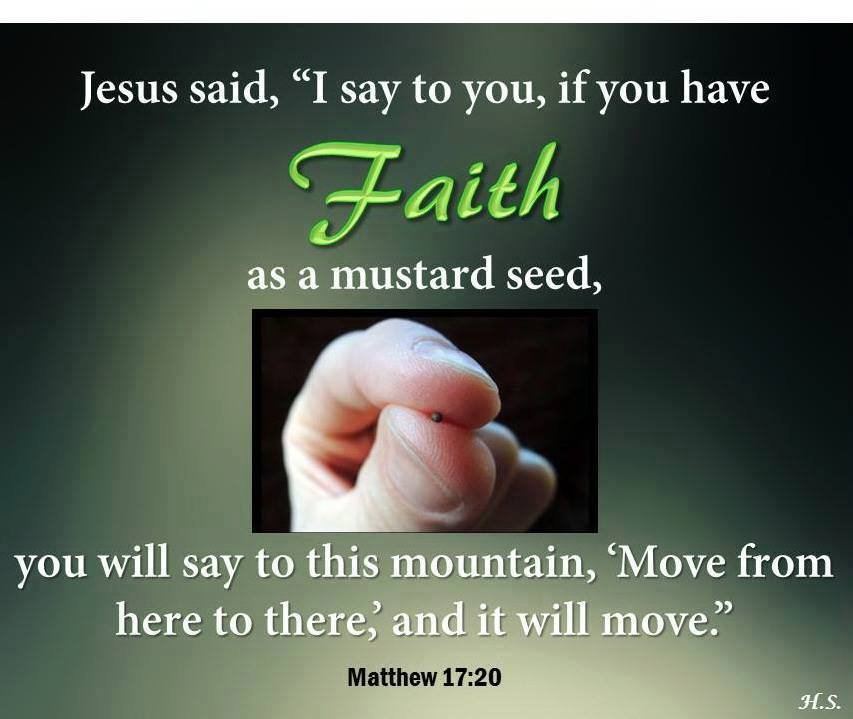 Jesus said, “I say to you, if you have
Faith
as a mustard seed,
you will say to this mountain, ‘Move from
here to there,’ and it will move.”
Matthew 17:20
H.S.